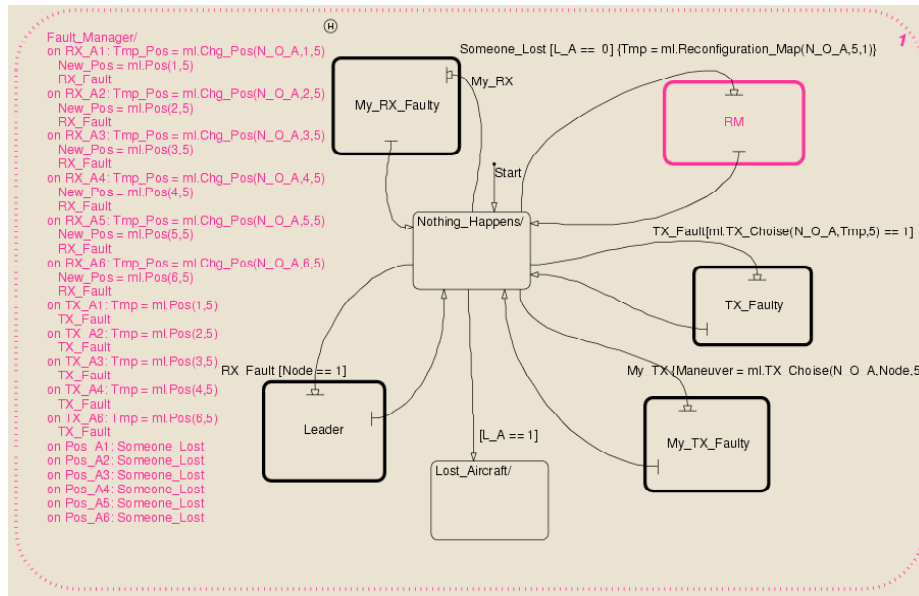 Fault_Manager/
on RX_A1: Tmp_Pos = ml.Chg_Pos(N_O_A,1,5)
New_Pos = ml.Pos(1,5)
RX_Fault
on RX_A2: Tmp_Pos = ml.Chg_Pos(N_O_A,2,5)
New_Pos = ml.Pos(2,5)
RX_Fault
on RX_A3: Tmp_Pos = ml.Chg_Pos(N_O_A,3,5)
New_Pos = ml.Pos(3,5)
RX_Fault
on RX_A4: Tmp_Pos = ml.Chg_Pos(N_O_A,4,5)
New_Pos = ml.Pos(4,5)
RX_Fault
on RX_A5: Tmp_Pos = ml.Chg_Pos(N_O_A,5,5)
New_Pos = ml.Pos(5,5)
RX_Fault
on RX_A6: Tmp_Pos = ml.Chg_Pos(N_O_A,6,5)
New_Pos = ml.Pos(6,5)
RX_Fault
on TX_A1: Tmp = ml.Pos(1,5)
TX_Fault
on TX_A2: Tmp = ml.Pos(2,5)
TX_Fault
on TX_A3: Tmp = ml.Pos(3,5)
TX_Fault
on TX_A4: Tmp = ml.Pos(4,5)
TX_Fault
on TX_A6: Tmp = ml.Pos(6,5)
TX_Fault
on Pos_A1: Someone_Lost
on Pos_A2: Someone_Lost
on Pos_A3: Someone_Lost
on Pos_A4: Someone_Lost
on Pos_A5: Someone_Lost
on Pos_A6: Someone_Lost
H
1
Someone_Lost [L_A == 0] {Tmp = ml.Reconfiguration_Map(N_O_A,5,1)}
My_RX
My_RX_Faulty
RM
Start
Nothing_Happens/
TX_Fault[ml.TX_Choise(N_O_A,Tmp,5) == 1]
TX_Faulty
RX_Fault [Node == 1]
My_TX {Maneuver = ml.TX_Choise(N_O_A,Node,5
Leader
[L_A == 1]
My_TX_Faulty
Lost_Aircraft/